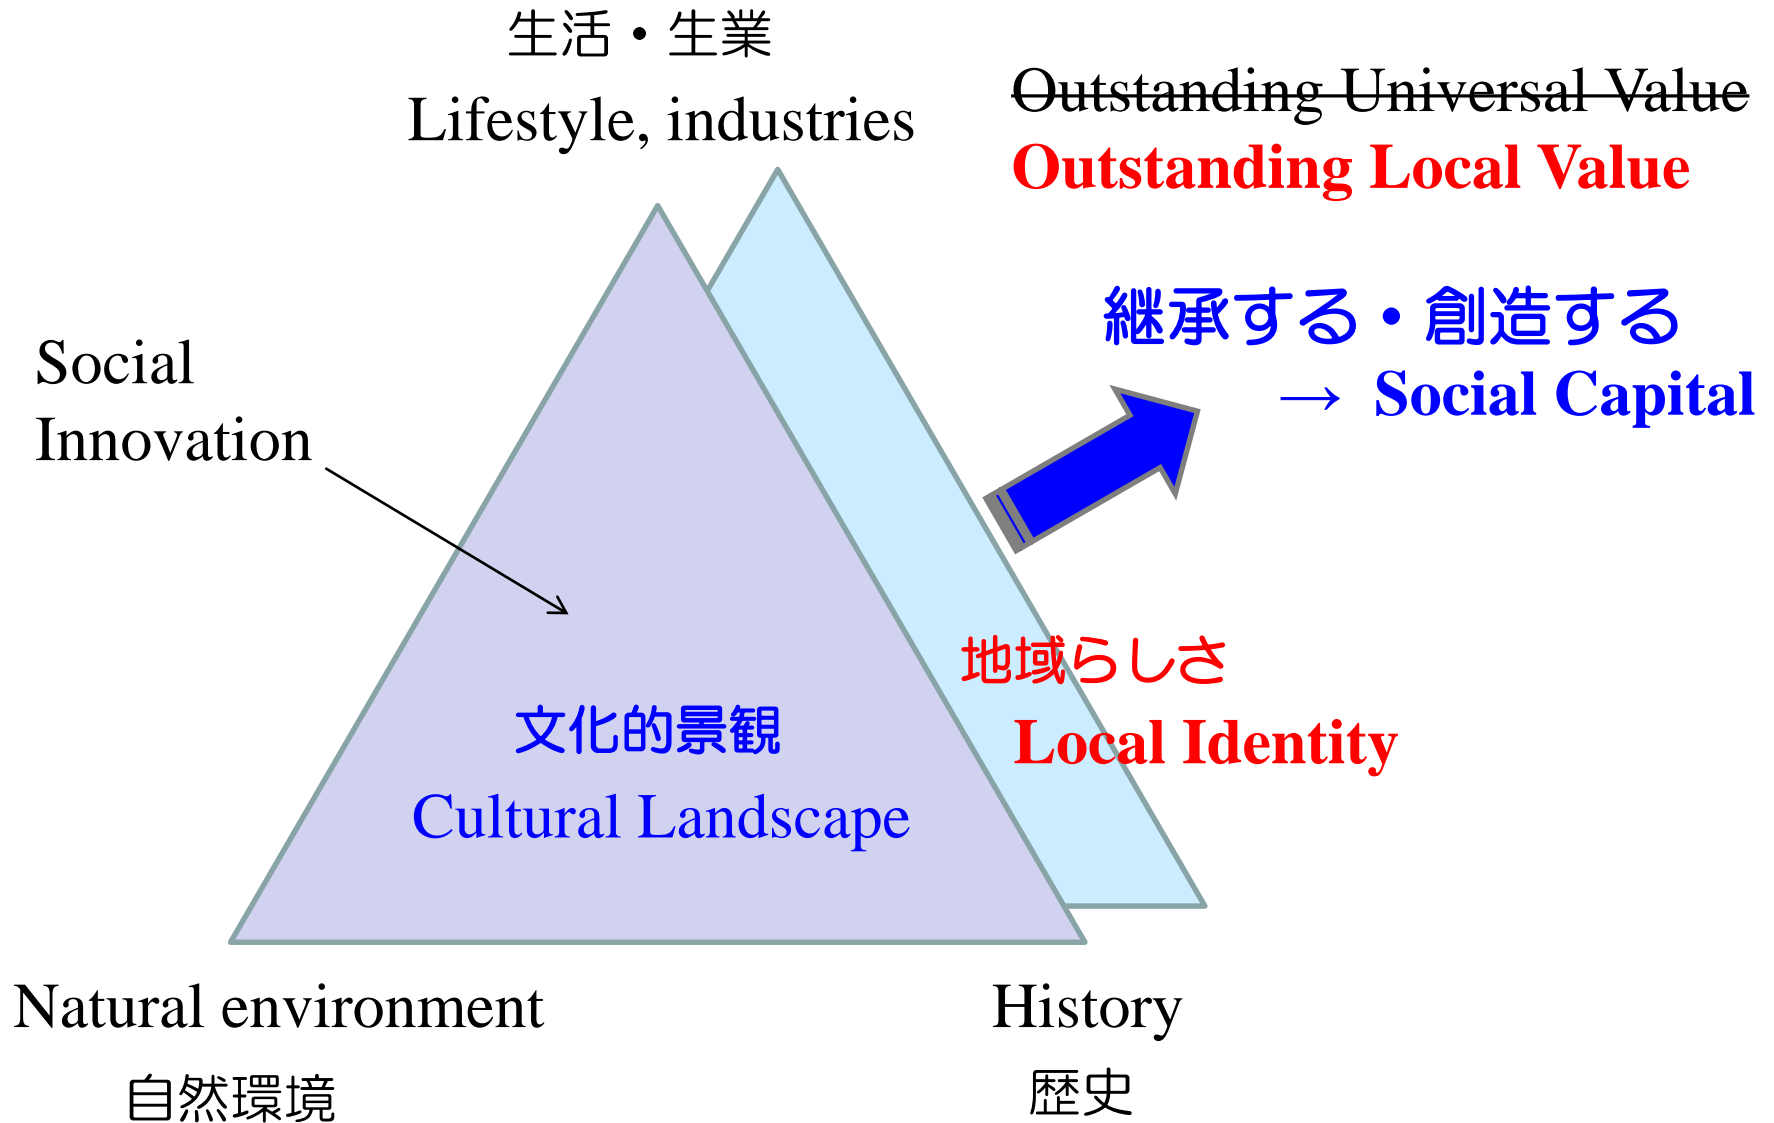 生活・生業
Lifestyle, industries
Outstanding Universal Value
Outstanding Local Value
継承する・創造する
→ Social Capital
Social
Innovation
地域らしさ
Local Identity
文化的景観
Cultural Landscape
Natural environment
自然環境
History
歴史